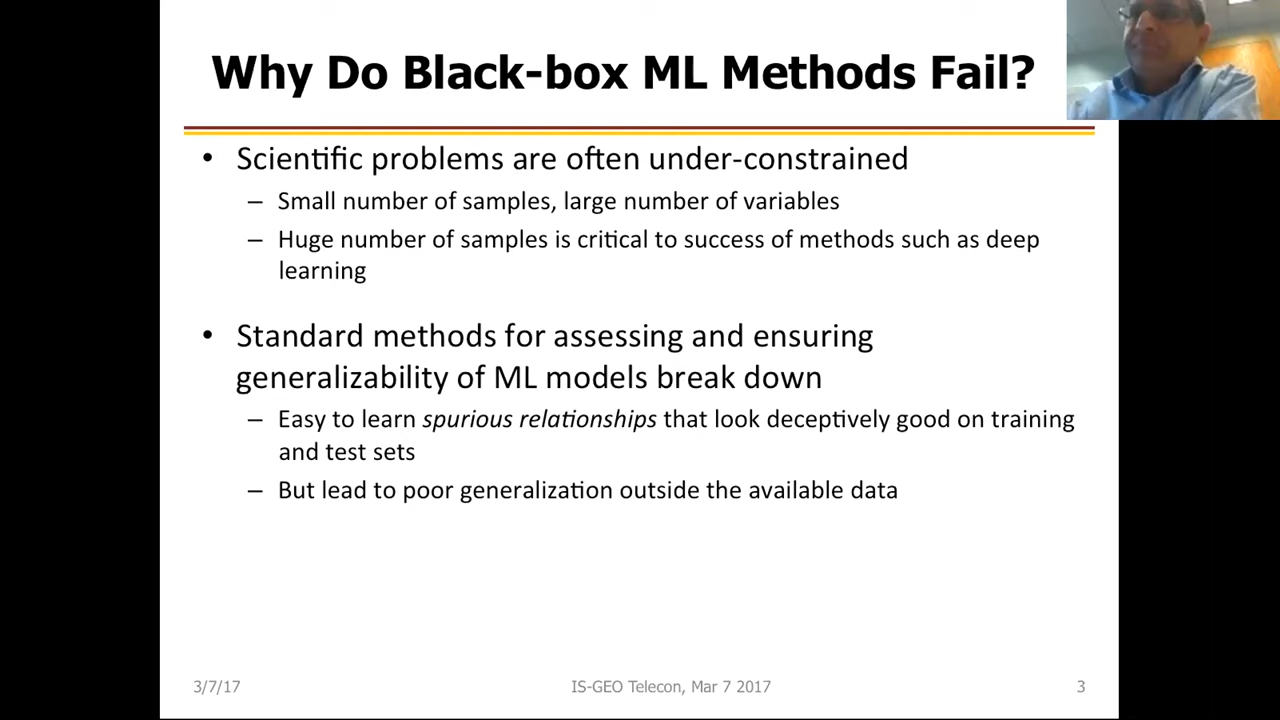 Why Do Black-box ML Methods Fail?
• Scientific problems are often under-constrained
– Small number of samples, large number of variables
– Huge number of samples is critical to success of methods such as deep
learning
• Standard methods for assessing and ensuring
generalizability of ML models break down
– Easy to learn spurious relationships that look deceptively good on training
and test sets
– But lead to poor generalization outside the available data
3/7/17
IS-GEO Telecon, Mar 7 2017
3